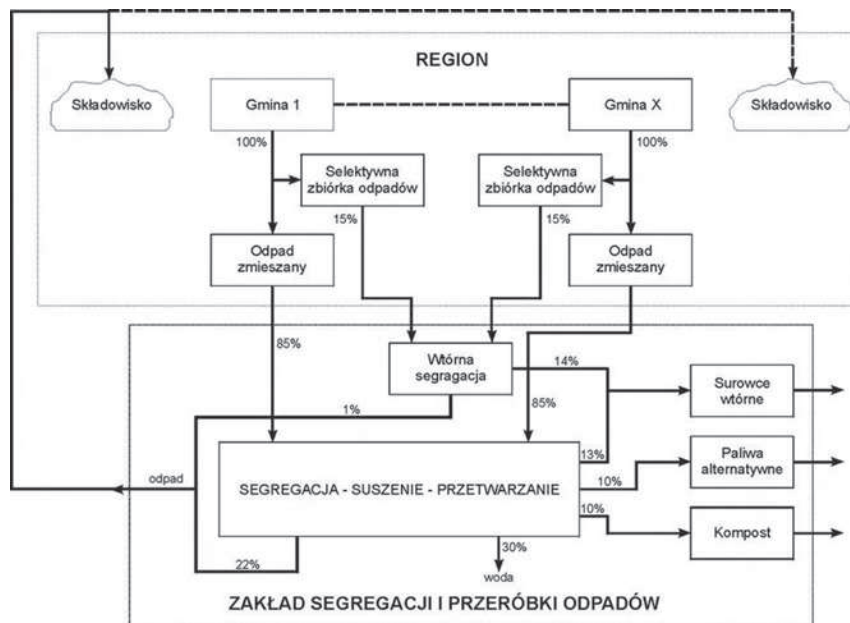 REGION
Składowisko
Gmina 1
Gmina X
Składowisko
100%
100%
Selektywna
zbiórka odpadów
Selektywna
zbiórka odpadów
15%
15%
Odpad
zmieszany
Odpad
zmieszany
85%
Wtórna
segragacja
14%
85%
1%
Surowce
wtórne
13%
Paliwa
alternatywne
10%
odpad
SEGREGACJA - SUSZENIE - PRZETWARZANIE
10%
Kompost
22%
30%
woda
ZAKŁAD SEGREGACJI I PRZERÓBKI ODPADÓW